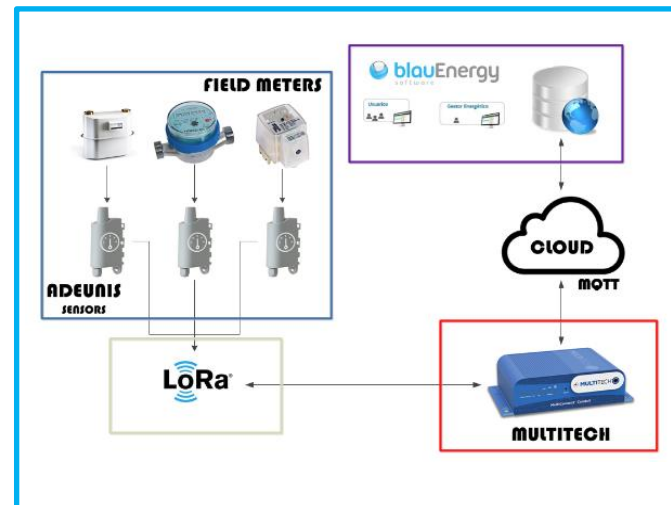 FIELD METERS
ADEUNIS
SENSORS
LoRa®
blauEnergy
software
Usuarios
Gestor Energético
CLOUD
MQTT
MULTITECH
MULTITECH